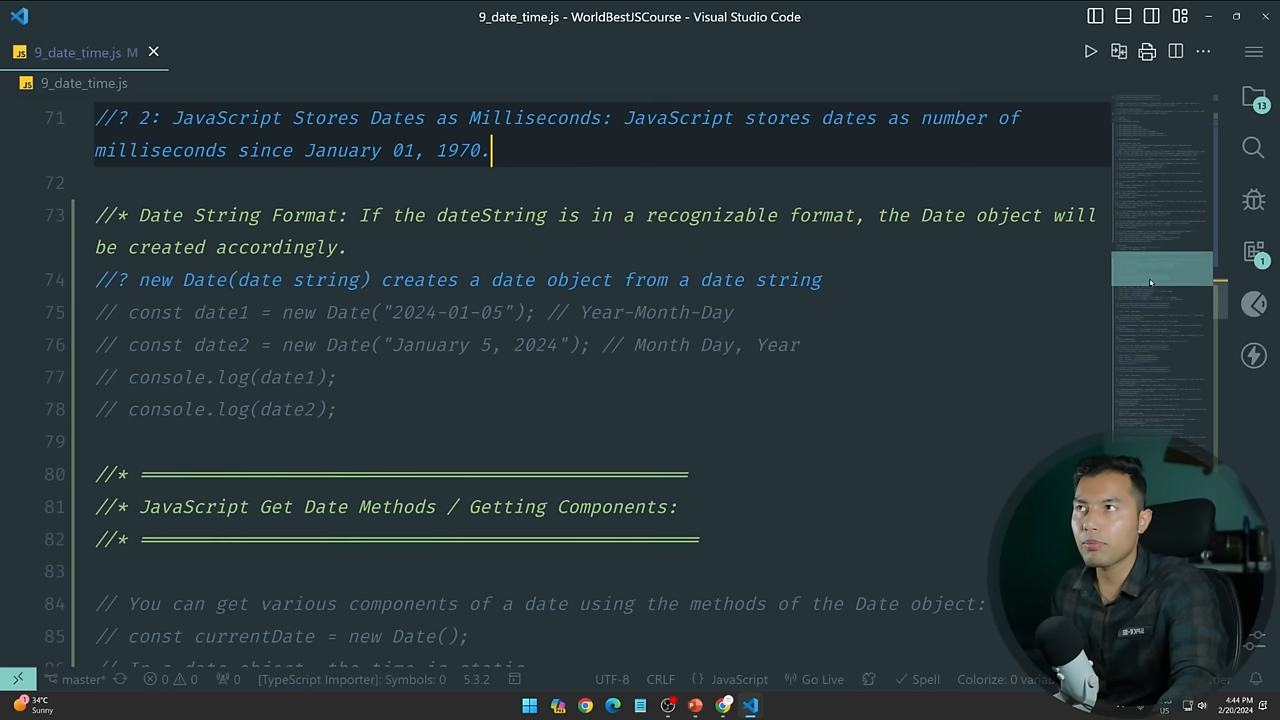 9_date_time.js - WorldBestJSCourse - Visual Studio Code
9_date_time.js M
9_date_time.js
71 //? 2: JavaScript Stores Dates as Milliseconds: JavaScript stores dates as number of
milliseconds since January 01, 1970.
72
73 //* Date String Format: If the dateString is in a recognizable format, the Date object will
be created accordingly.
74 //? new Date(date string) creates a date object from a date string
75 // const date1 = new Date("2024-01-05"); // Year-Month-Day
76 // const date2 = new Date("January 5, 2024"); // Month Day, Year
77 // console.log(date1);
78 // console.log(date2);
79
80 //* ==================================================
81 //* JavaScript Get Date Methods / Getting Components:
82 //* ===================================================
83
84 // You can get various components of a date using the methods of the Date object:
85 // const currentDate = new Date();
13
1
master* 0 0 0 [TypeScript Importer]: Symbols: 0 5.3.2 UTF-8 CRLF {} JavaScript Go Live Spell Colorize: 0
1 34°C
Sunny
US
4:44 PM
2/20/2024